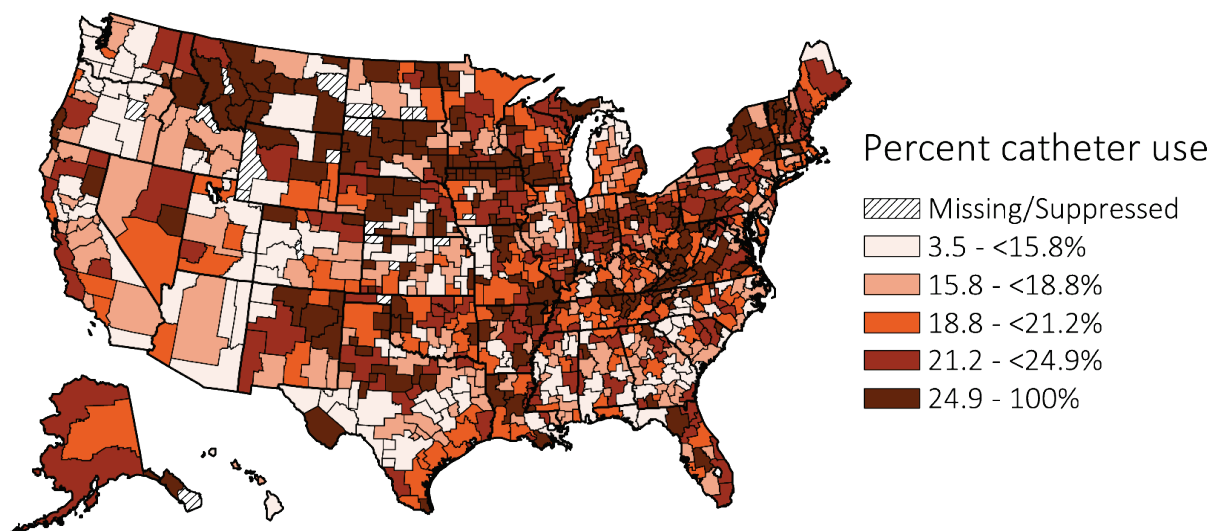 Percent catheter use
Missing/Suppressed
3.5 - <15.8%
15.8 - <18.8%
18.8 - <21.2%
21.2 - <24.9%
24.9 - 100%